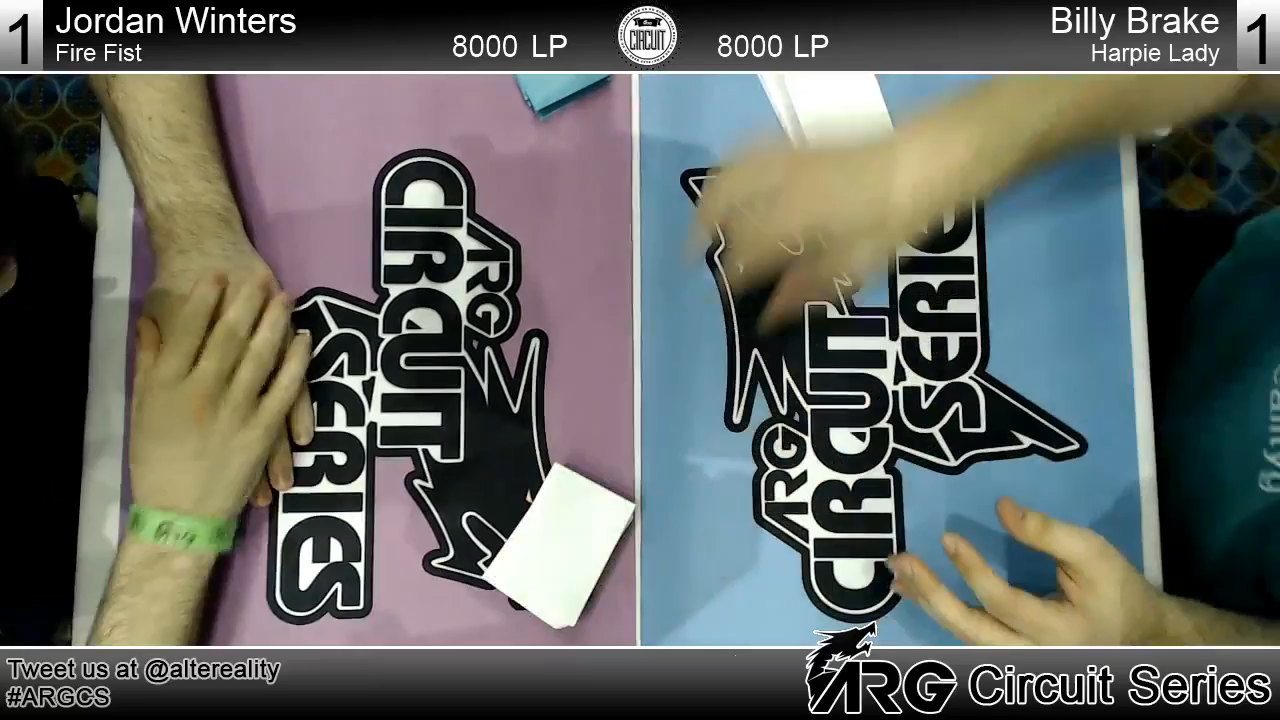 1
Jordan Winters
Fire Fist
8000 LP
CIRCUIT
8000 LP
Billy Brake
Harpie Lady
1
ARG
CIRCUIT
SERIES
ARG
CIRCUIT
SERIE
Tweet us at @altereality
#ARGCS
ARG Circuit Series